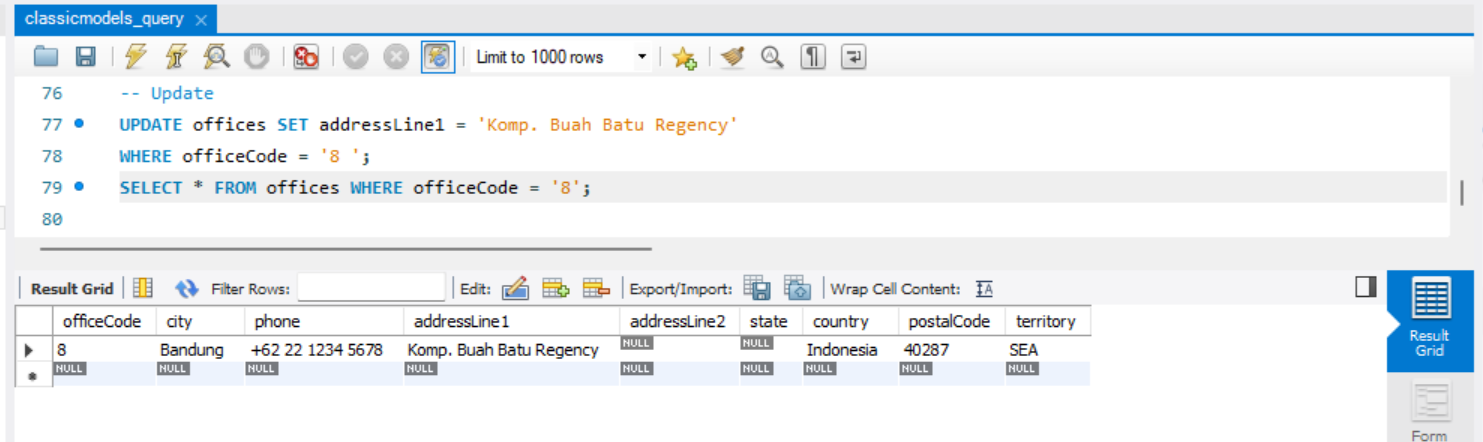 classicmodels_query ×
Limit to 1000 rows
76 -- Update
77 UPDATE offices SET addressLine1 = 'Komp. Buah Batu Regency'
78 WHERE officeCode = '8 ';
79 SELECT * FROM offices WHERE officeCode = '8';
80
Result Grid Filter Rows: Edit: Export/Import: Wrap Cell Content:
officeCode city phone addressLine1 addressLine2 state country postalCode territory
8 Bandung +62 22 1234 5678 Komp. Buah Batu Regency NULL NULL Indonesia 40287 SEA
NULL NULL NULL NULL NULL NULL NULL NULL NULL
Result
Grid
Form